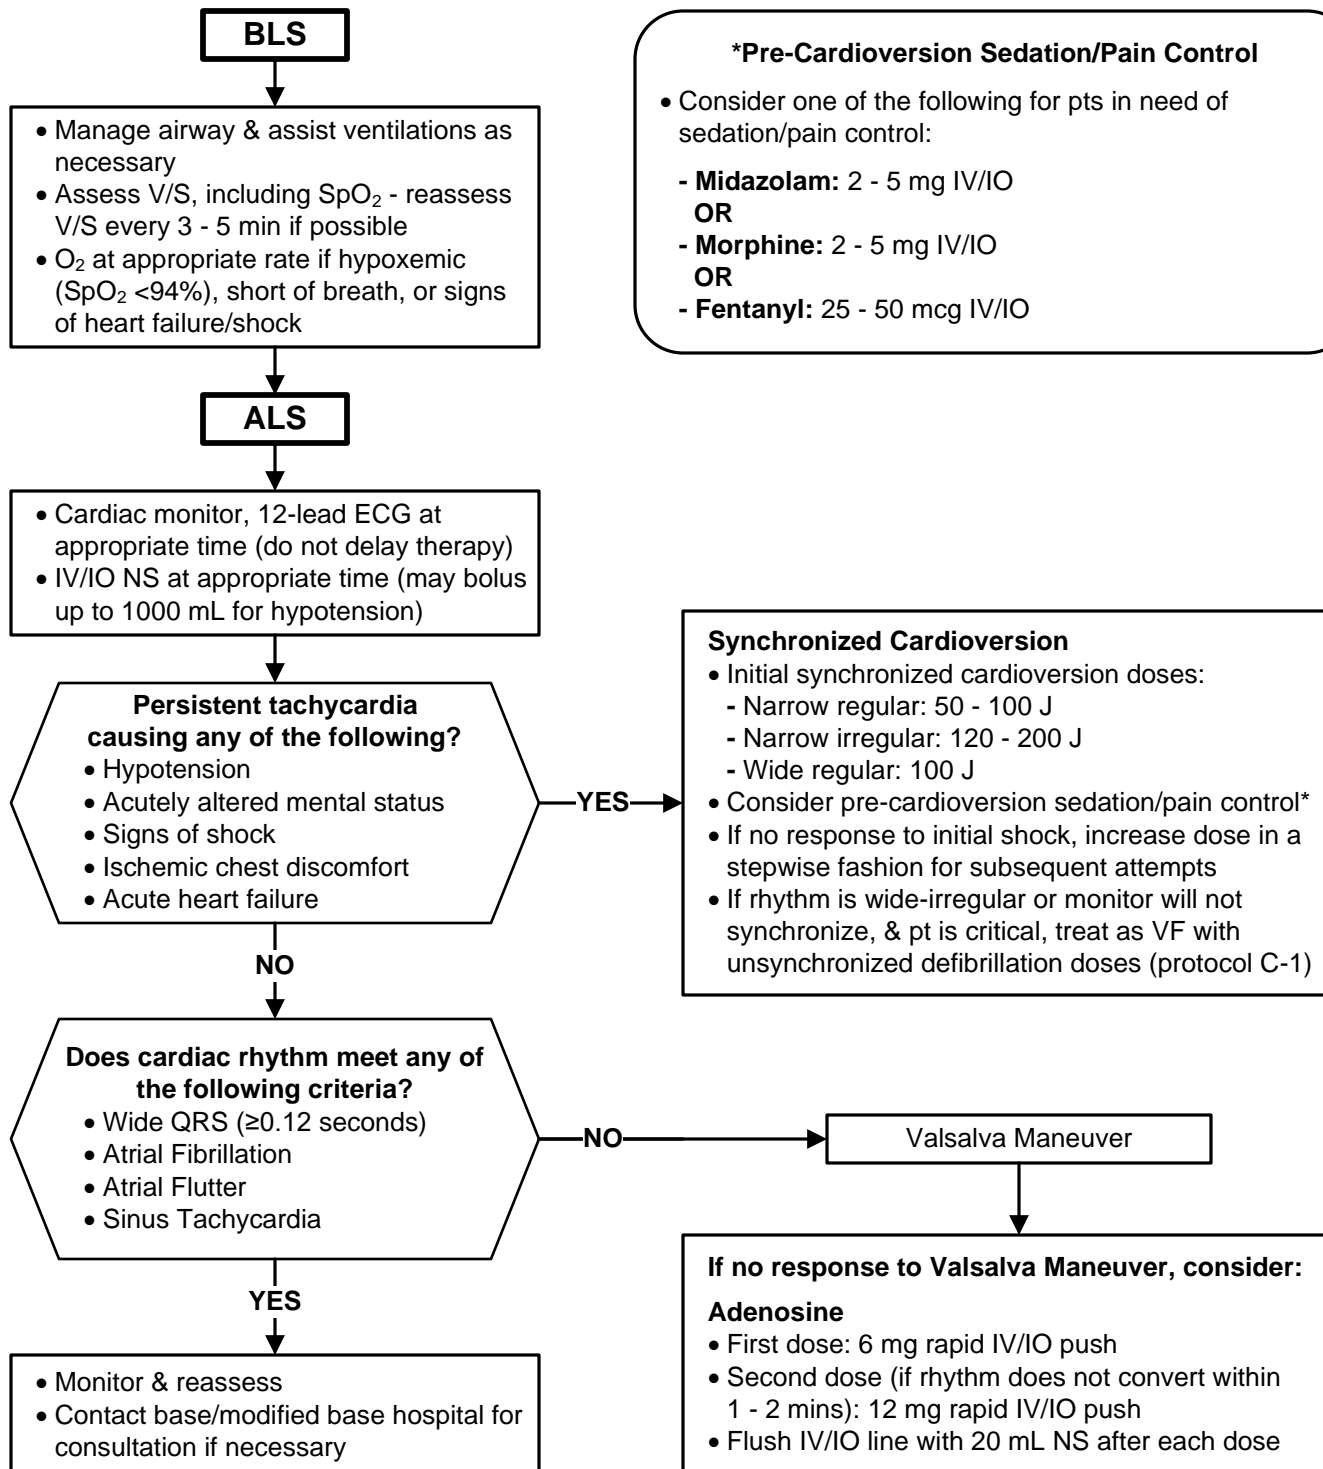 BLS
• Manage airway & assist ventilations as
necessary
• Assess V/S, including SpO₂ - reassess
V/S every 3 - 5 min if possible
• O₂ at appropriate rate if hypoxemic
(SpO₂ <94%), short of breath, or signs
of heart failure/shock
*Pre-Cardioversion Sedation/Pain Control
• Consider one of the following for pts in need of
sedation/pain control:
- Midazolam: 2 - 5 mg IV/IO
OR
- Morphine: 2 - 5 mg IV/IO
OR
- Fentanyl: 25 - 50 mcg IV/IO
ALS
• Cardiac monitor, 12-lead ECG at
appropriate time (do not delay therapy)
• IV/IO NS at appropriate time (may bolus
up to 1000 mL for hypotension)
Persistent tachycardia
causing any of the following?
• Hypotension
• Acutely altered mental status
• Signs of shock
• Ischemic chest discomfort
• Acute heart failure
YES
Synchronized Cardioversion
• Initial synchronized cardioversion doses:
- Narrow regular: 50 - 100 J
- Narrow irregular: 120 - 200 J
- Wide regular: 100 J
• Consider pre-cardioversion sedation/pain control*
• If no response to initial shock, increase dose in a
stepwise fashion for subsequent attempts
• If rhythm is wide-irregular or monitor will not
synchronize, & pt is critical, treat as VF with
unsynchronized defibrillation doses (protocol C-1)
NO
Does cardiac rhythm meet any of
the following criteria?
• Wide QRS (≥0.12 seconds)
• Atrial Fibrillation
• Atrial Flutter
• Sinus Tachycardia
NO
Valsalva Maneuver
If no response to Valsalva Maneuver, consider:
Adenosine
• First dose: 6 mg rapid IV/IO push
• Second dose (if rhythm does not convert within
1 - 2 mins): 12 mg rapid IV/IO push
• Flush IV/IO line with 20 mL NS after each dose
YES
• Monitor & reassess
• Contact base/modified base hospital for
consultation if necessary